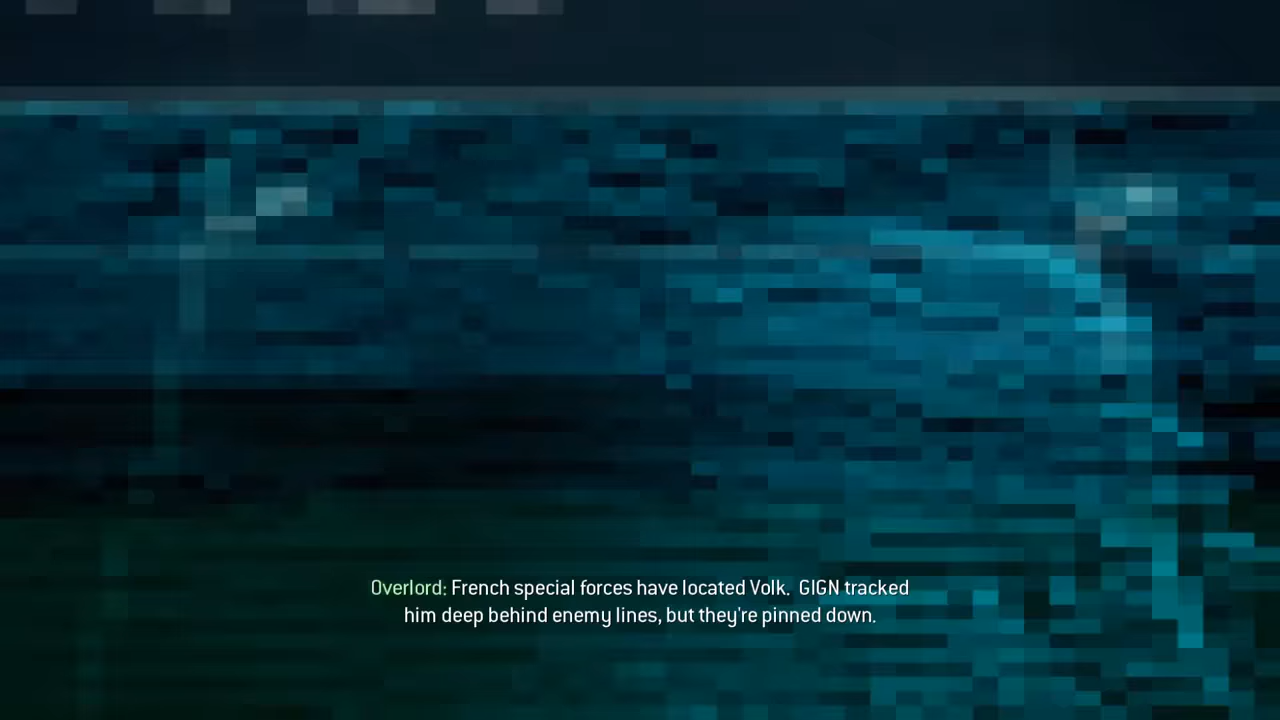 Overlord: French special forces have located Volk.  GIGN tracked
him deep behind enemy lines, but they're pinned down.